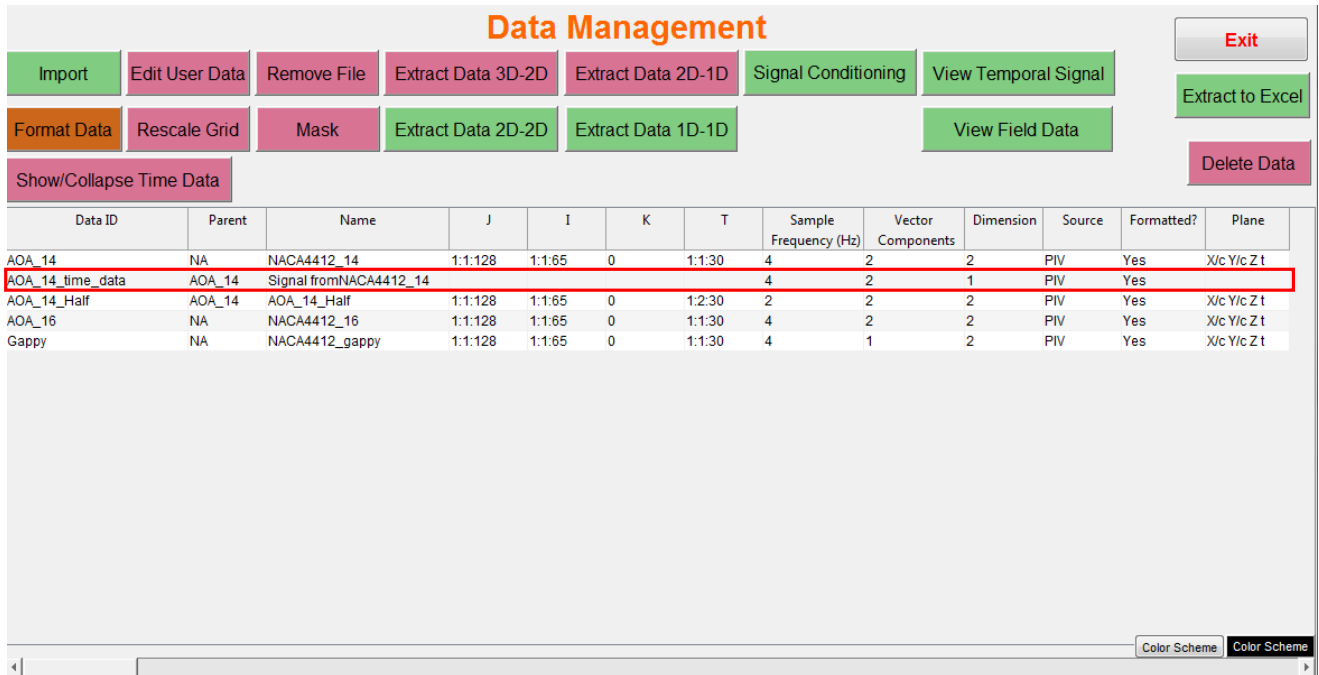 Data Management
Exit
Import Edit User Data Remove File Extract Data 3D-2D Extract Data 2D-1D Signal Conditioning View Temporal Signal
Extract to Excel
Format Data Rescale Grid Mask Extract Data 2D-2D Extract Data 1D-1D View Field Data
Delete Data
Show/Collapse Time Data
Data ID Parent Name J I K T Sample Vector Dimension Source Formatted? Plane
Frequency (Hz) Components
AOA_14 NA NACA4412_14 1:1:128 1:1:65 0 1:1:30 4 2 2 PIV Yes X/c Y/c Z t
AOA_14_time_data AOA_14 Signal fromNACA4412_14 4 2 1 PIV Yes
AOA_14_Half AOA_14 AOA_14_Half 1:1:128 1:1:65 0 1:2:30 2 2 2 PIV Yes X/c Y/c Z t
AOA_16 NA NACA4412_16 1:1:128 1:1:65 0 1:1:30 4 2 2 PIV Yes X/c Y/c Z t
Gappy NA NACA4412_gappy 1:1:128 1:1:65 0 1:1:30 4 1 2 PIV Yes X/c Y/c Z t
Color Scheme Color Scheme